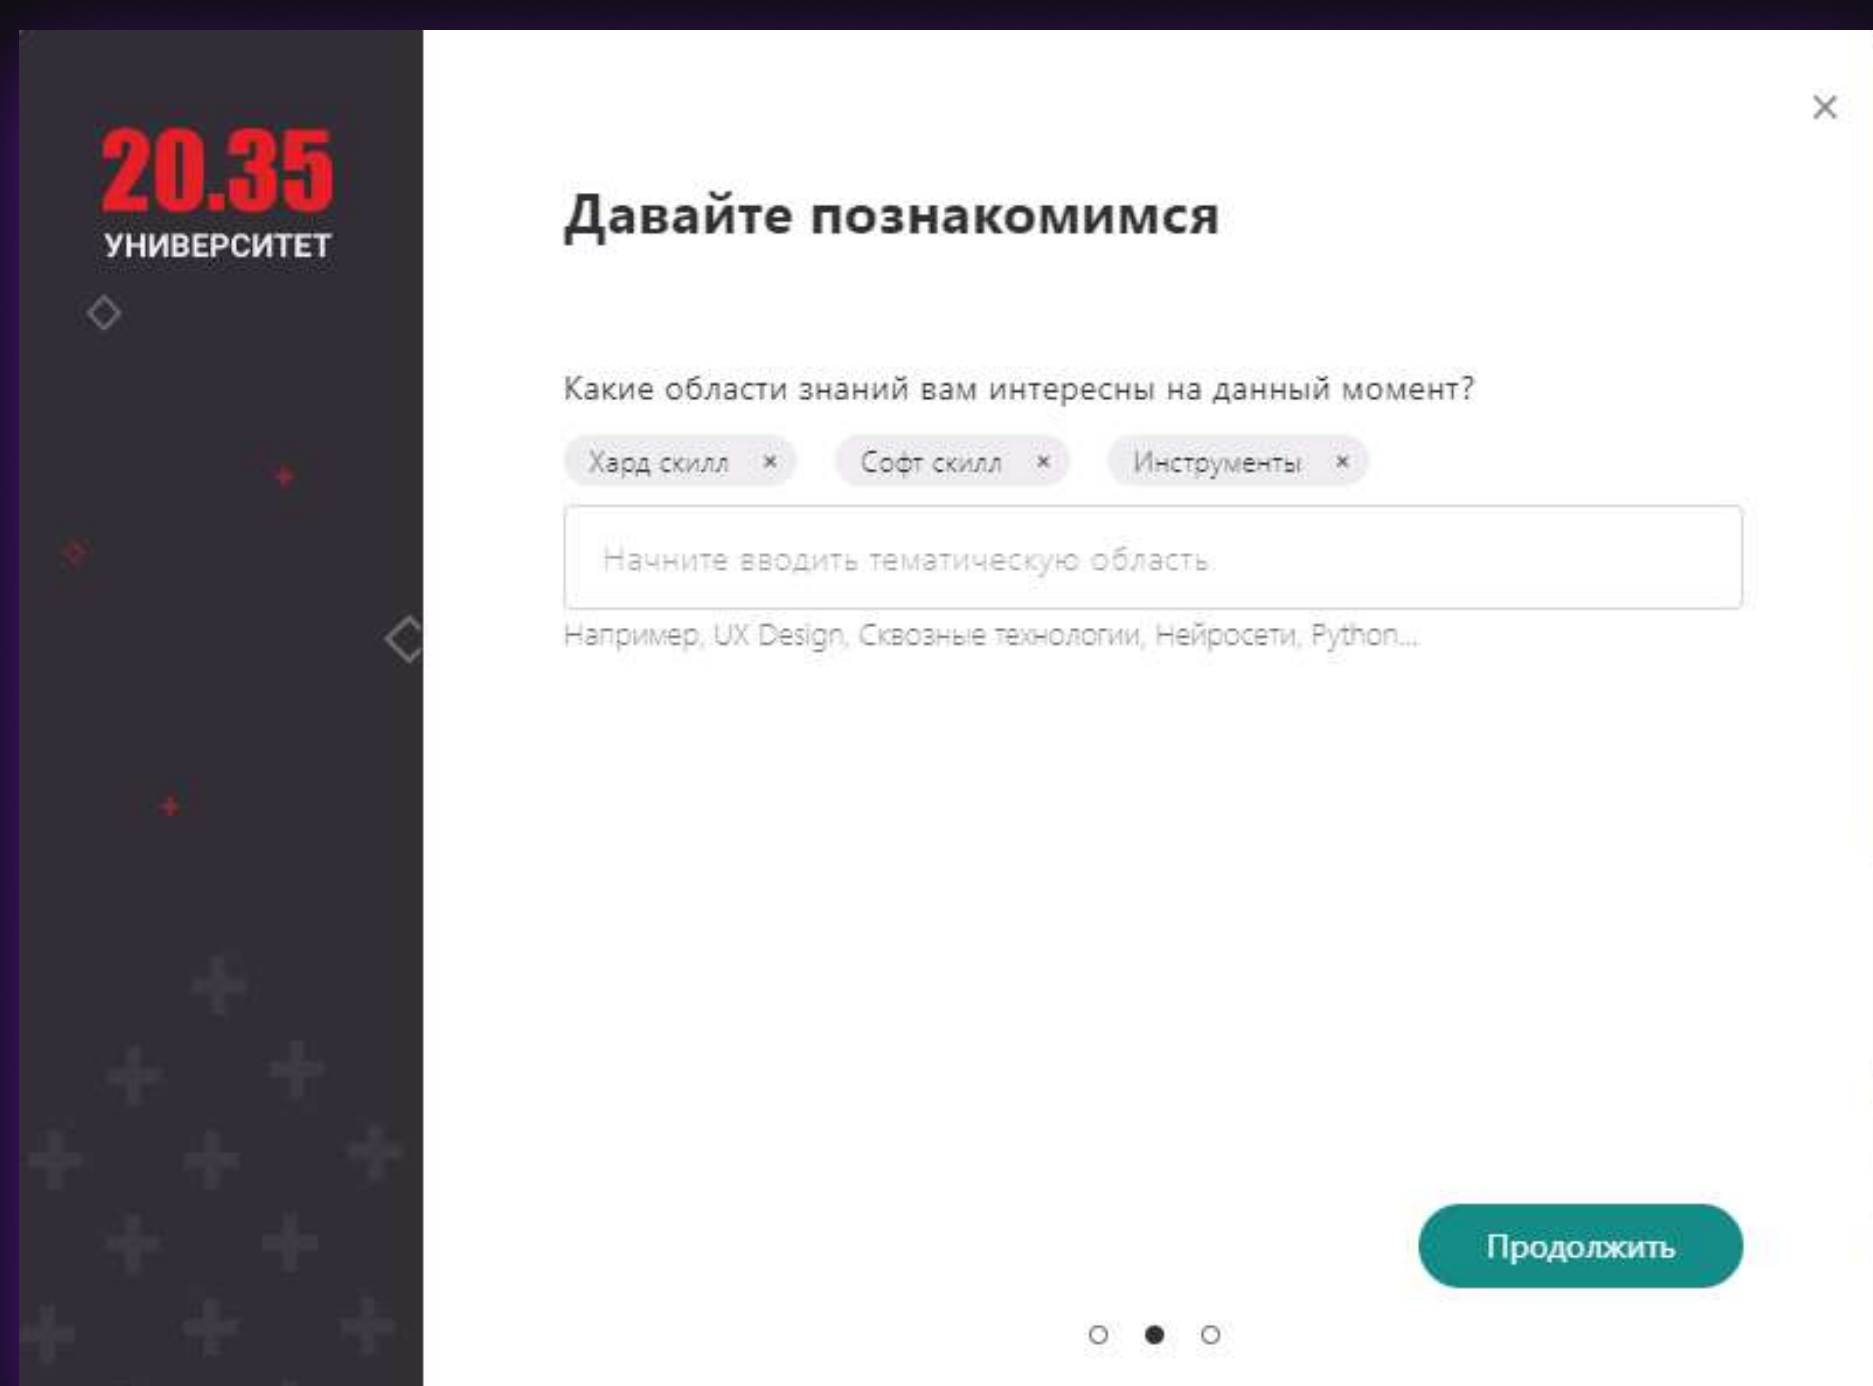 20.35
УНИВЕРСИТЕТ
Давайте познакомимся
Какие области знаний вам интересны на данный момент?
Хард скилл × Софт скилл × Инструменты ×
Начните вводить тематическую область
Например, UX Design, Сквозные технологии, Нейросети, Python...
Продолжить